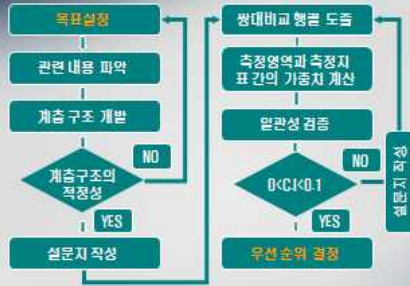 목표설정
관련 내용 파악
계층 구조 개발
계층구조의
적정성
NO
YES
설문지 작성
쌍대비교 행렬 도출
측정영역과 측정지
표 간의 가중치 계산
일관성 검증
0<C.I<0.1
NO
YES
우선 순위 결정
설문지 작성